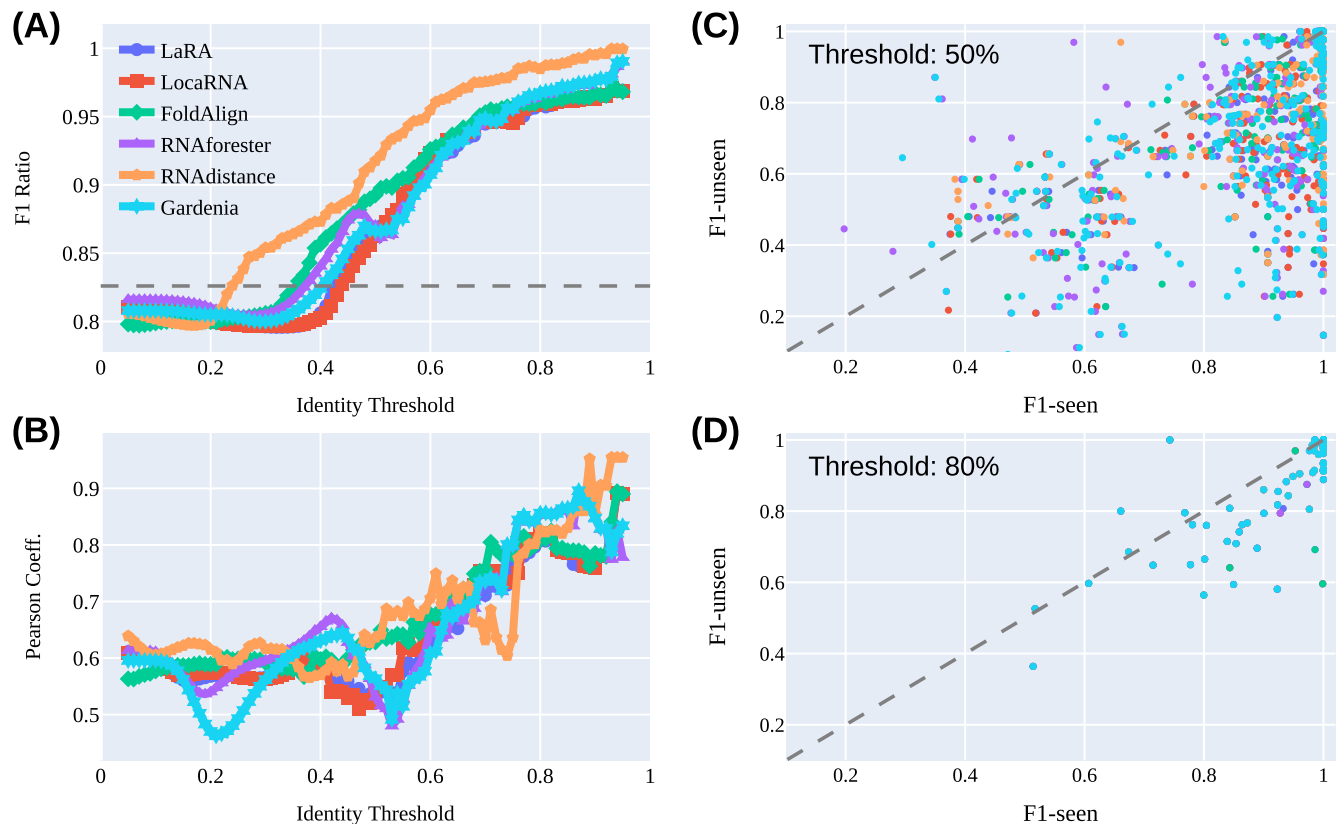 (A)
1
0.95
0.9
0.85
0.8
F1 Ratio
LaRA
LocaRNA
FoldAlign
RNAforester
RNAdistance
Gardenia
0 0.2 0.4 0.6 0.8 1
Identity Threshold
(B)
0.9
0.8
0.7
0.6
0.5
Pearson Coeff.
0 0.2 0.4 0.6 0.8 1
Identity Threshold
(C)
Threshold: 50%
1
0.8
0.6
0.4
0.2
F1-unseen
0.2 0.4 0.6 0.8 1
F1-seen
(D)
Threshold: 80%
1
0.8
0.6
0.4
0.2
F1-unseen
0.2 0.4 0.6 0.8 1
F1-seen